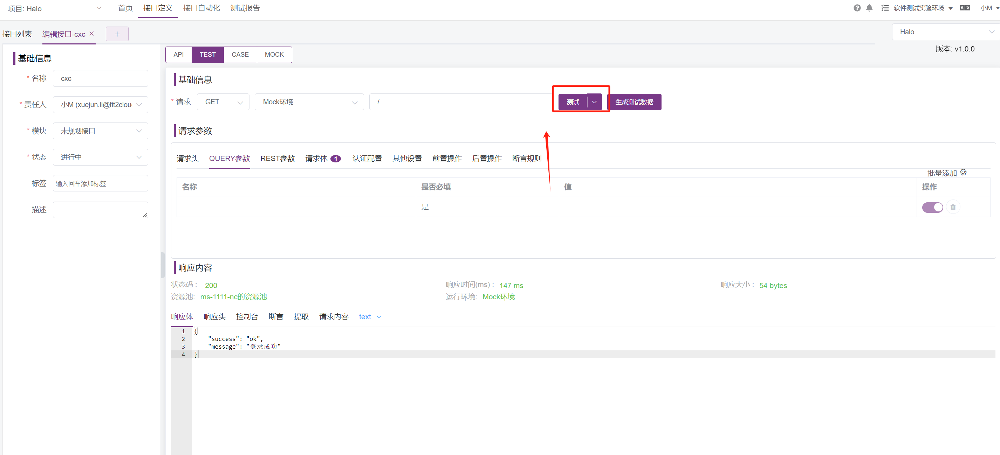 项目: Halo 首页 接口定义 接口自动化 测试报告 软件测试实验环境 小M
接口列表 编辑接口-cxc Halo
版本: v1.0.0
基础信息
* 名称 cxc
* 责任人 小M (xuejun.li@fit2clou
* 模块 未规划接口
* 状态 进行中
标签 输入回车添加标签
描述
API TEST CASE MOCK
基础信息
* 请求 GET Mock环境 / 测试 生成测试数据
请求参数
请求头 QUERY参数 REST参数 请求体 1 认证配置 其他设置 前置操作 后置操作 断言规则
批量添加
名称 是否必填 值 操作
是
响应内容
状态码 : 200 响应时间(ms) : 147 ms 响应大小 : 54 bytes
资源池: ms-1111-nc的资源池 运行环境: Mock环境
响应体 响应头 控制台 断言 提取 请求内容 text
1 {
2 "success": "ok",
3 "message": "登录成功"
4 }